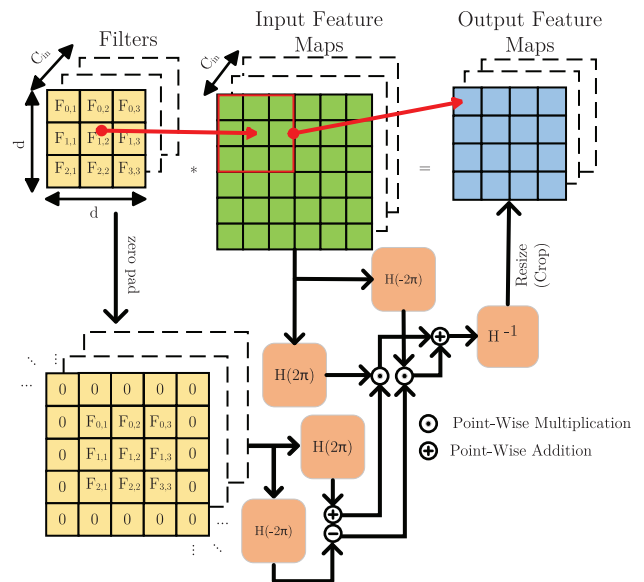 Filters
Input Feature
Maps
Output Feature
Maps
C_in
C_in
d
F0,1 F0,2 F0,3
F1,1 F1,2 F1,3
F2,1 F2,2 F3,3
d
*
=
zero pad
H(-2π)
Resize
(Crop)
H(2π)
H -1
0 0 0 0 0
0 F0,1 F0,2 F0,3 0
0 F1,1 F1,2 F1,3 0
0 F2,1 F2,2 F3,3 0
0 0 0 0 0
Point-Wise Multiplication
Point-Wise Addition
H(2π)
H(-2π)